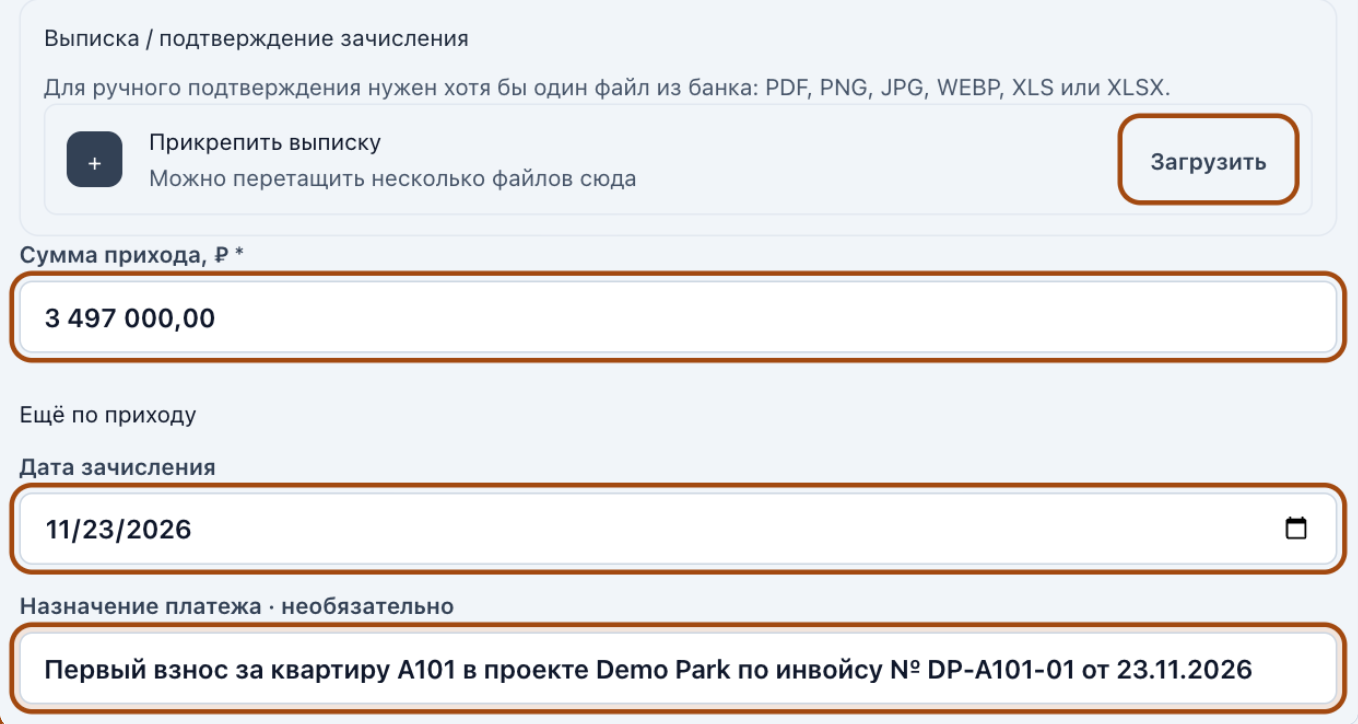 Выписка / подтверждение зачисления
Для ручного подтверждения нужен хотя бы один файл из банка: PDF, PNG, JPG, WEBP, XLS или XLSX.
+
Прикрепить выписку
Можно перетащить несколько файлов сюда
Загрузить
Сумма прихода, ₽ *
3 497 000,00
Ещё по приходу
Дата зачисления
11/23/2026
Назначение платежа · необязательно
Первый взнос за квартиру A101 в проекте Demo Park по инвойсу № DP-A101-01 от 23.11.2026